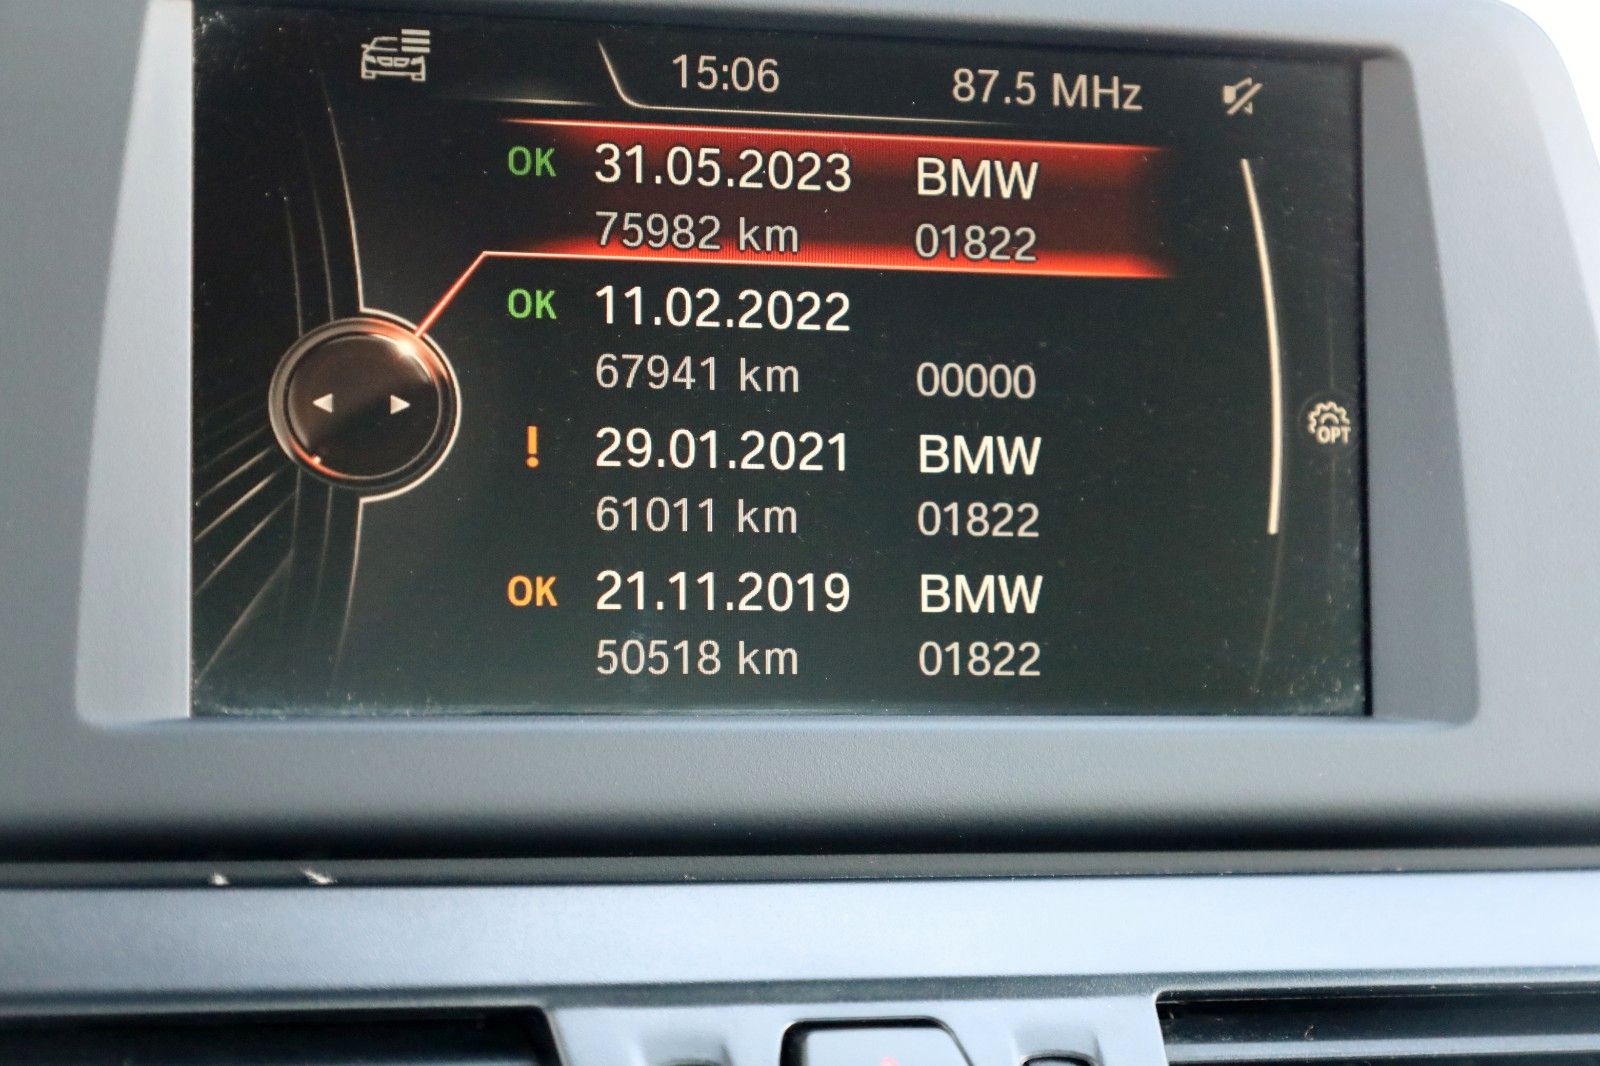 15:06 87.5 MHz
OK 31.05.2023 BMW
75982 km 01822
OK 11.02.2022
67941 km 00000
! 29.01.2021 BMW
61011 km 01822
OK 21.11.2019 BMW
50518 km 01822
OPT